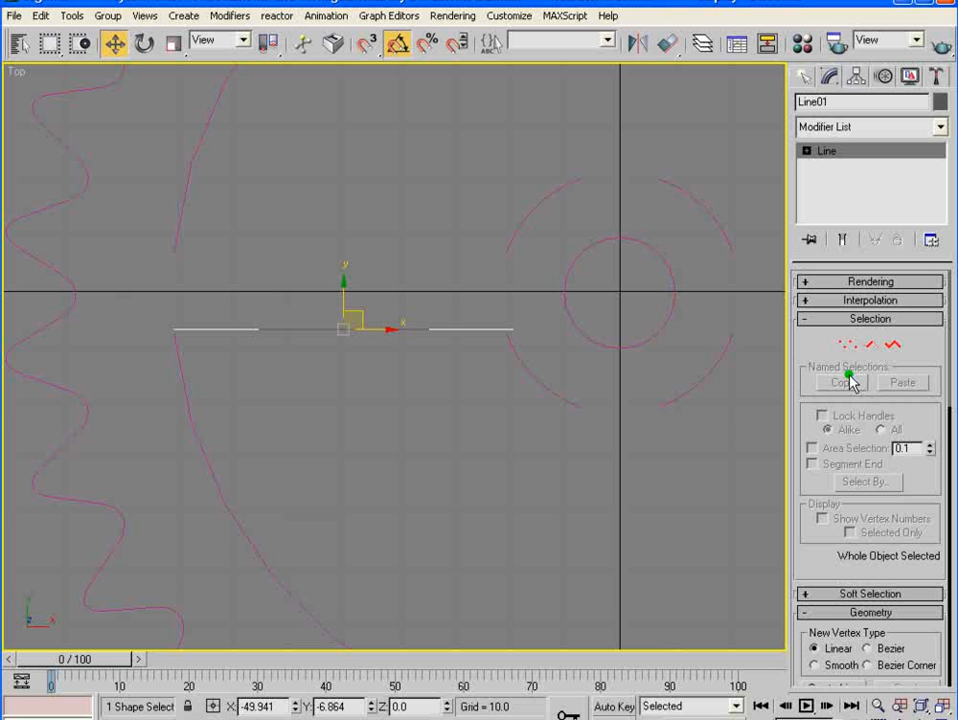 File Edit Tools Group Views Create Modifiers reactor Animation Graph Editors Rendering Customize MAXScript Help
View
View
Top
y
x
Line01
Modifier List
Line
+ Rendering
+ Interpolation
- Selection
Named Selections:
Copy Paste
Lock Handles
Alike All
Area Selection: 0.1
Segment End
Select By...
Display
Show Vertex Numbers
Selected Only
Whole Object Selected
+ Soft Selection
- Geometry
New Vertex Type
Linear Bezier
Smooth Bezier Corner
0 / 100
0 10 20 30 40 50 60 70 80 90 100
1 Shape Select X: -49.941 Y: -6.864 Z: 0.0 Grid = 10.0 Auto Key Selected